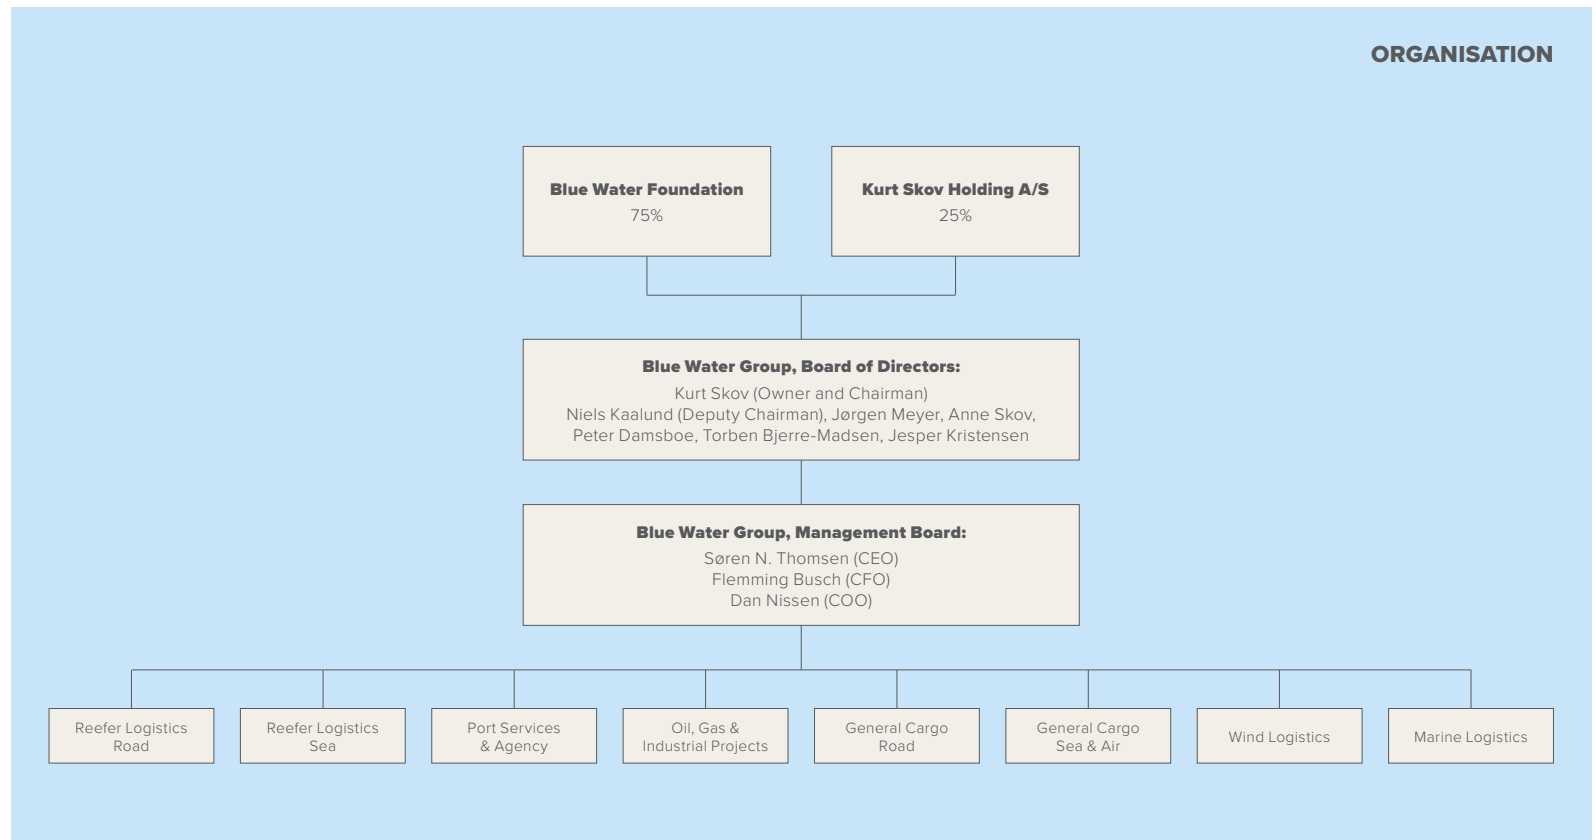 ORGANISATION
Blue Water Foundation
75%
Kurt Skov Holding A/S
25%
Blue Water Group, Board of Directors:
Kurt Skov (Owner and Chairman)
Niels Kaalund (Deputy Chairman), Jørgen Meyer, Anne Skov,
Peter Damsboe, Torben Bjerre-Madsen, Jesper Kristensen
Blue Water Group, Management Board:
Søren N. Thomsen (CEO)
Flemming Busch (CFO)
Dan Nissen (COO)
Reefer Logistics
Road
Reefer Logistics
Sea
Port Services
& Agency
Oil, Gas &
Industrial Projects
General Cargo
Road
General Cargo
Sea & Air
Wind Logistics
Marine Logistics